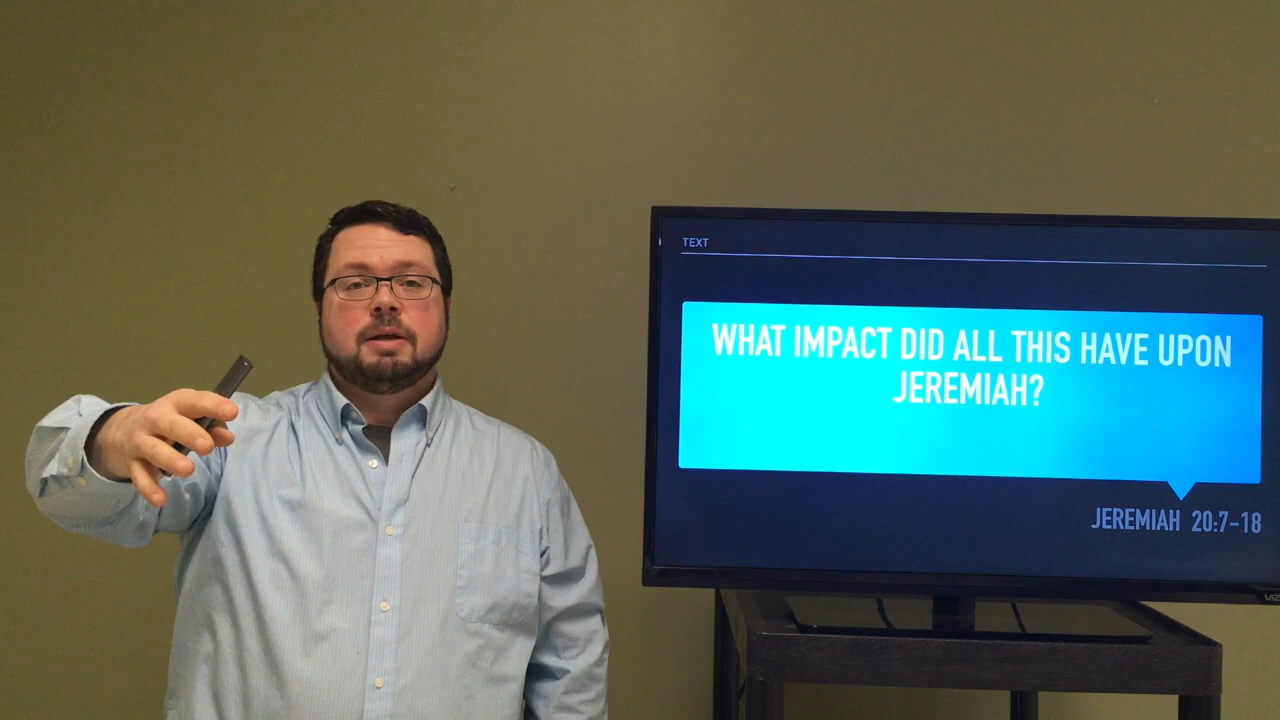 TEXT
WHAT IMPACT DID ALL THIS HAVE UPON
JEREMIAH?
JEREMIAH 20:7-18